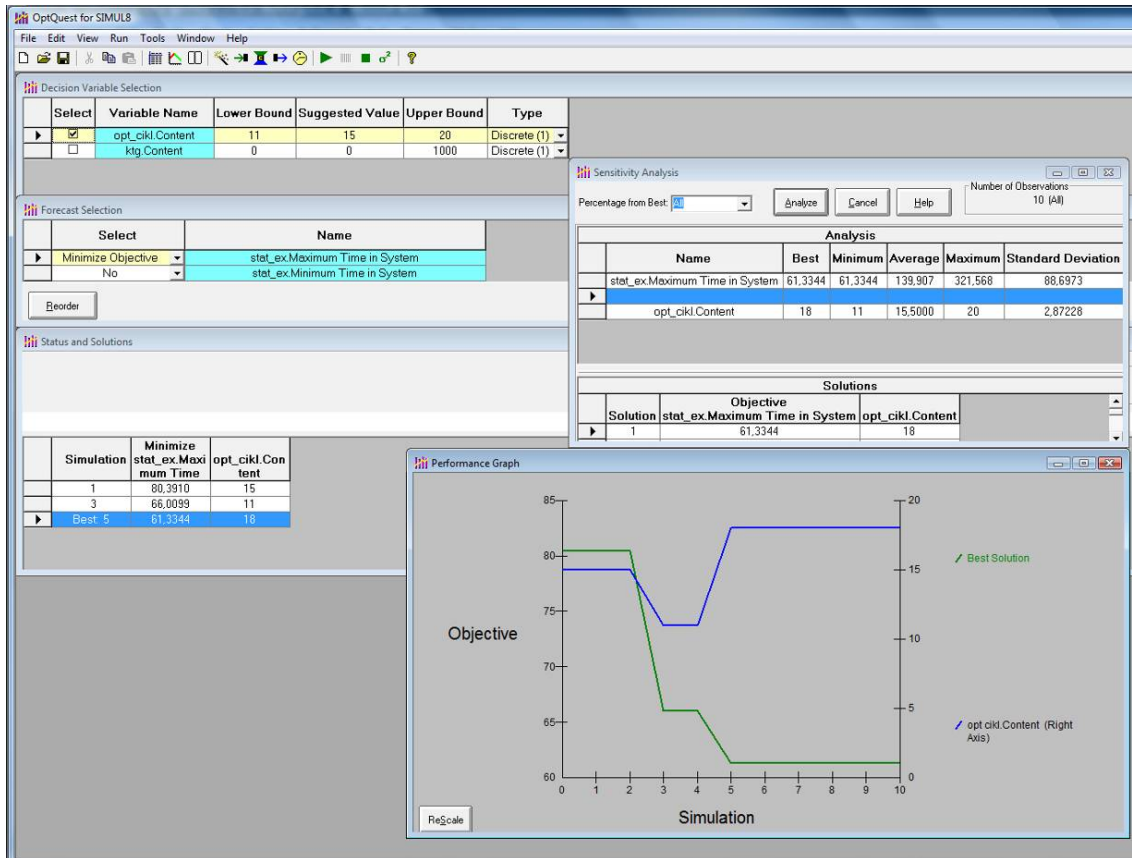 OptQuest for SIMUL8
File Edit View Run Tools Window Help
Decision Variable Selection
Select Variable Name Lower Bound Suggested Value Upper Bound Type
opt_cikl.Content 11 15 20 Discrete (1)
ktg.Content 0 0 1000 Discrete (1)
Forecast Selection
Select Name
Minimize Objective stat_ex.Maximum Time in System
No stat_ex.Minimum Time in System
Reorder
Status and Solutions
Simulation Minimize stat_ex.Maxi mum Time opt_cikl.Con tent
1 80,3910 15
3 66,0099 11
Best: 5 61,3344 18
Sensitivity Analysis
Percentage from Best: All Analyze Cancel Help Number of Observations
10 (All)
Analysis
Name Best Minimum Average Maximum Standard Deviation
stat_ex.Maximum Time in System 61,3344 61,3344 139,907 321,568 88,6973
opt_cikl.Content 18 11 15,5000 20 2,87228
Solutions
Objective
Solution stat_ex.Maximum Time in System opt_cikl.Content
1 61,3344 18
Performance Graph
85 20
80
Best Solution
15
75
Objective
10
70
65 5
opt cikl.Content (Right
Axis)
60 0
0 1 2 3 4 5 6 7 8 9 10
Simulation
ReScale